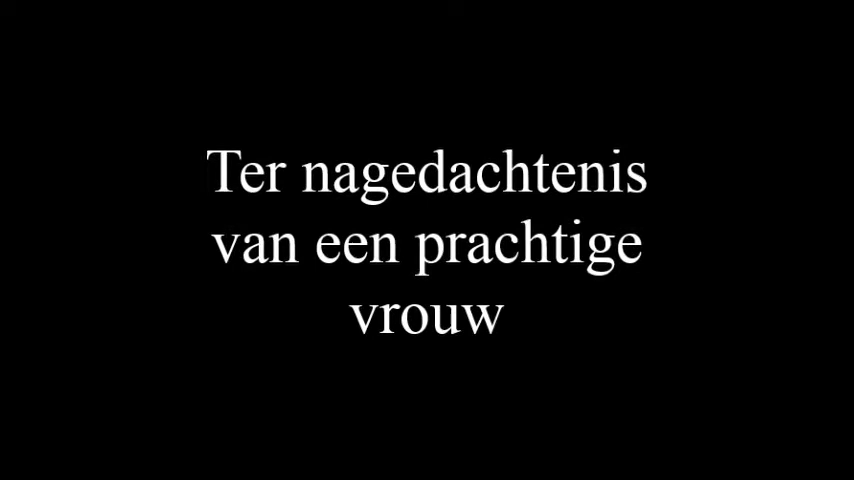 Ter nagedachtenis
van een prachtige
vrouw